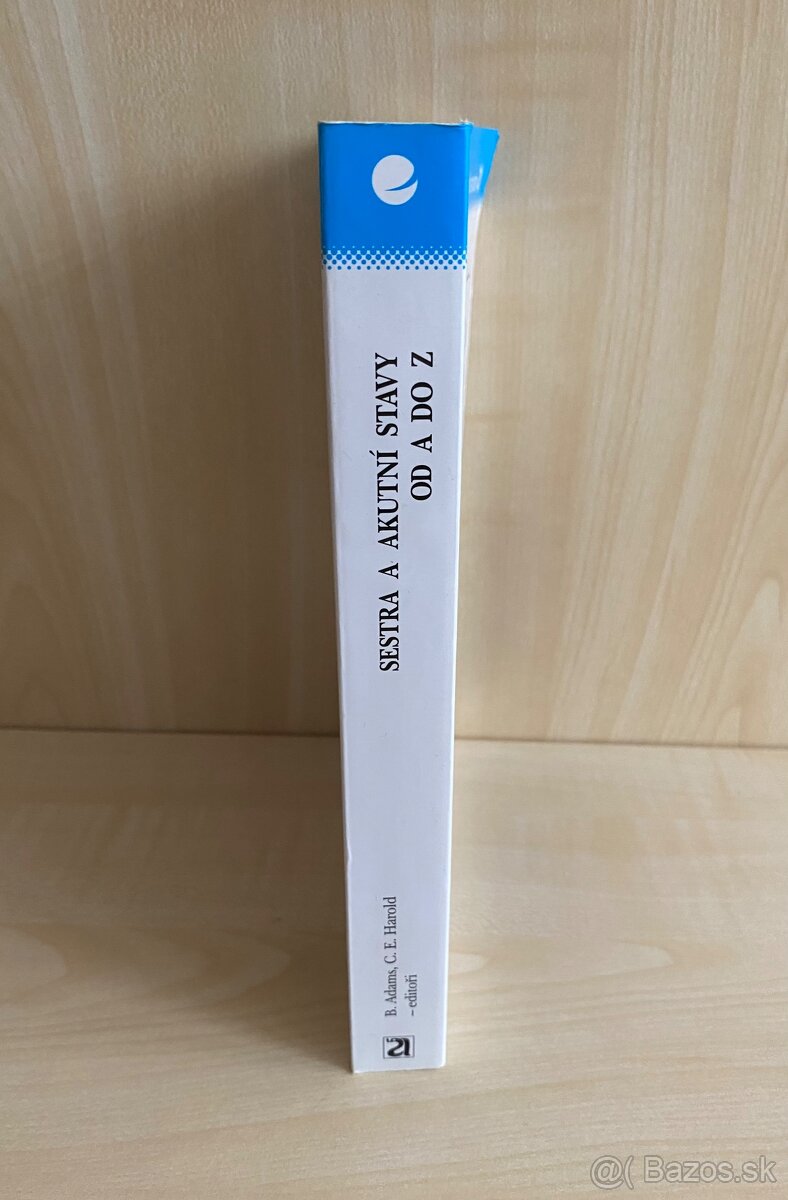 SESTRA A AKUTNÍ STAVY
OD A DO Z
B. Adams, C. E. Harold
– editoři
@( Bazos.sk